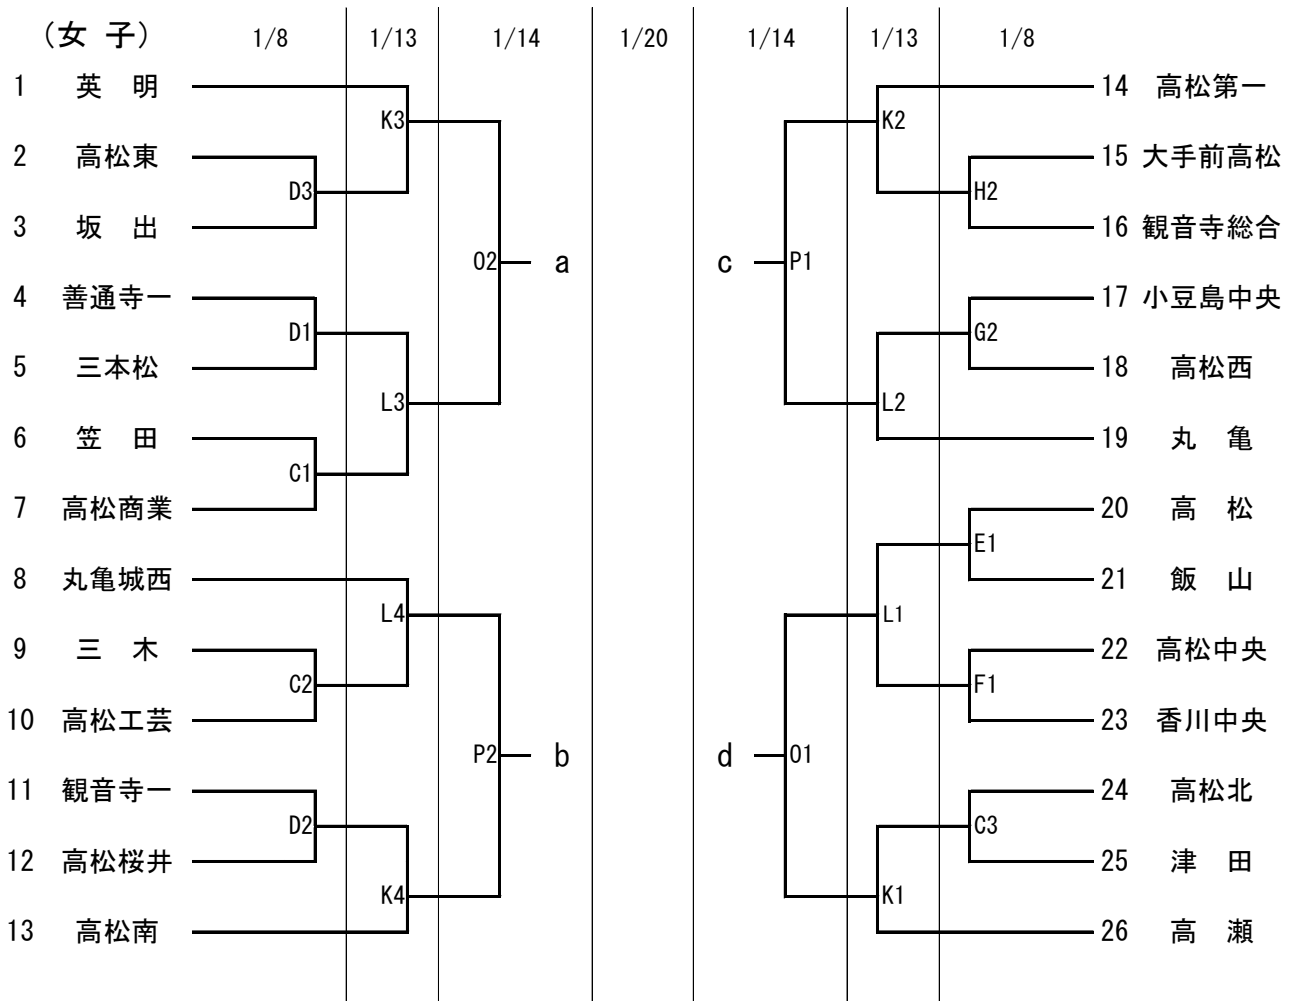 （女 子） 1/8 1/13 1/14 1/20 1/14 1/13 1/8
1 英 明 14 高松第一
K3 K2
2 高松東 15 大手前高松
D3 H2
3 坂 出 16 観音寺総合
O2 a c P1
4 善通寺一 17 小豆島中央
D1 G2
5 三本松 18 高松西
L3 L2
6 笠 田 19 丸 亀
C1
7 高松商業 20 高 松
E1
8 丸亀城西 21 飯 山
L4 L1
9 三 木 22 高松中央
C2 F1
10 高松工芸 23 香川中央
P2 b d O1
11 観音寺一 24 高松北
D2 C3
12 高松桜井 25 津 田
K4 K1
13 高松南 26 高 瀬